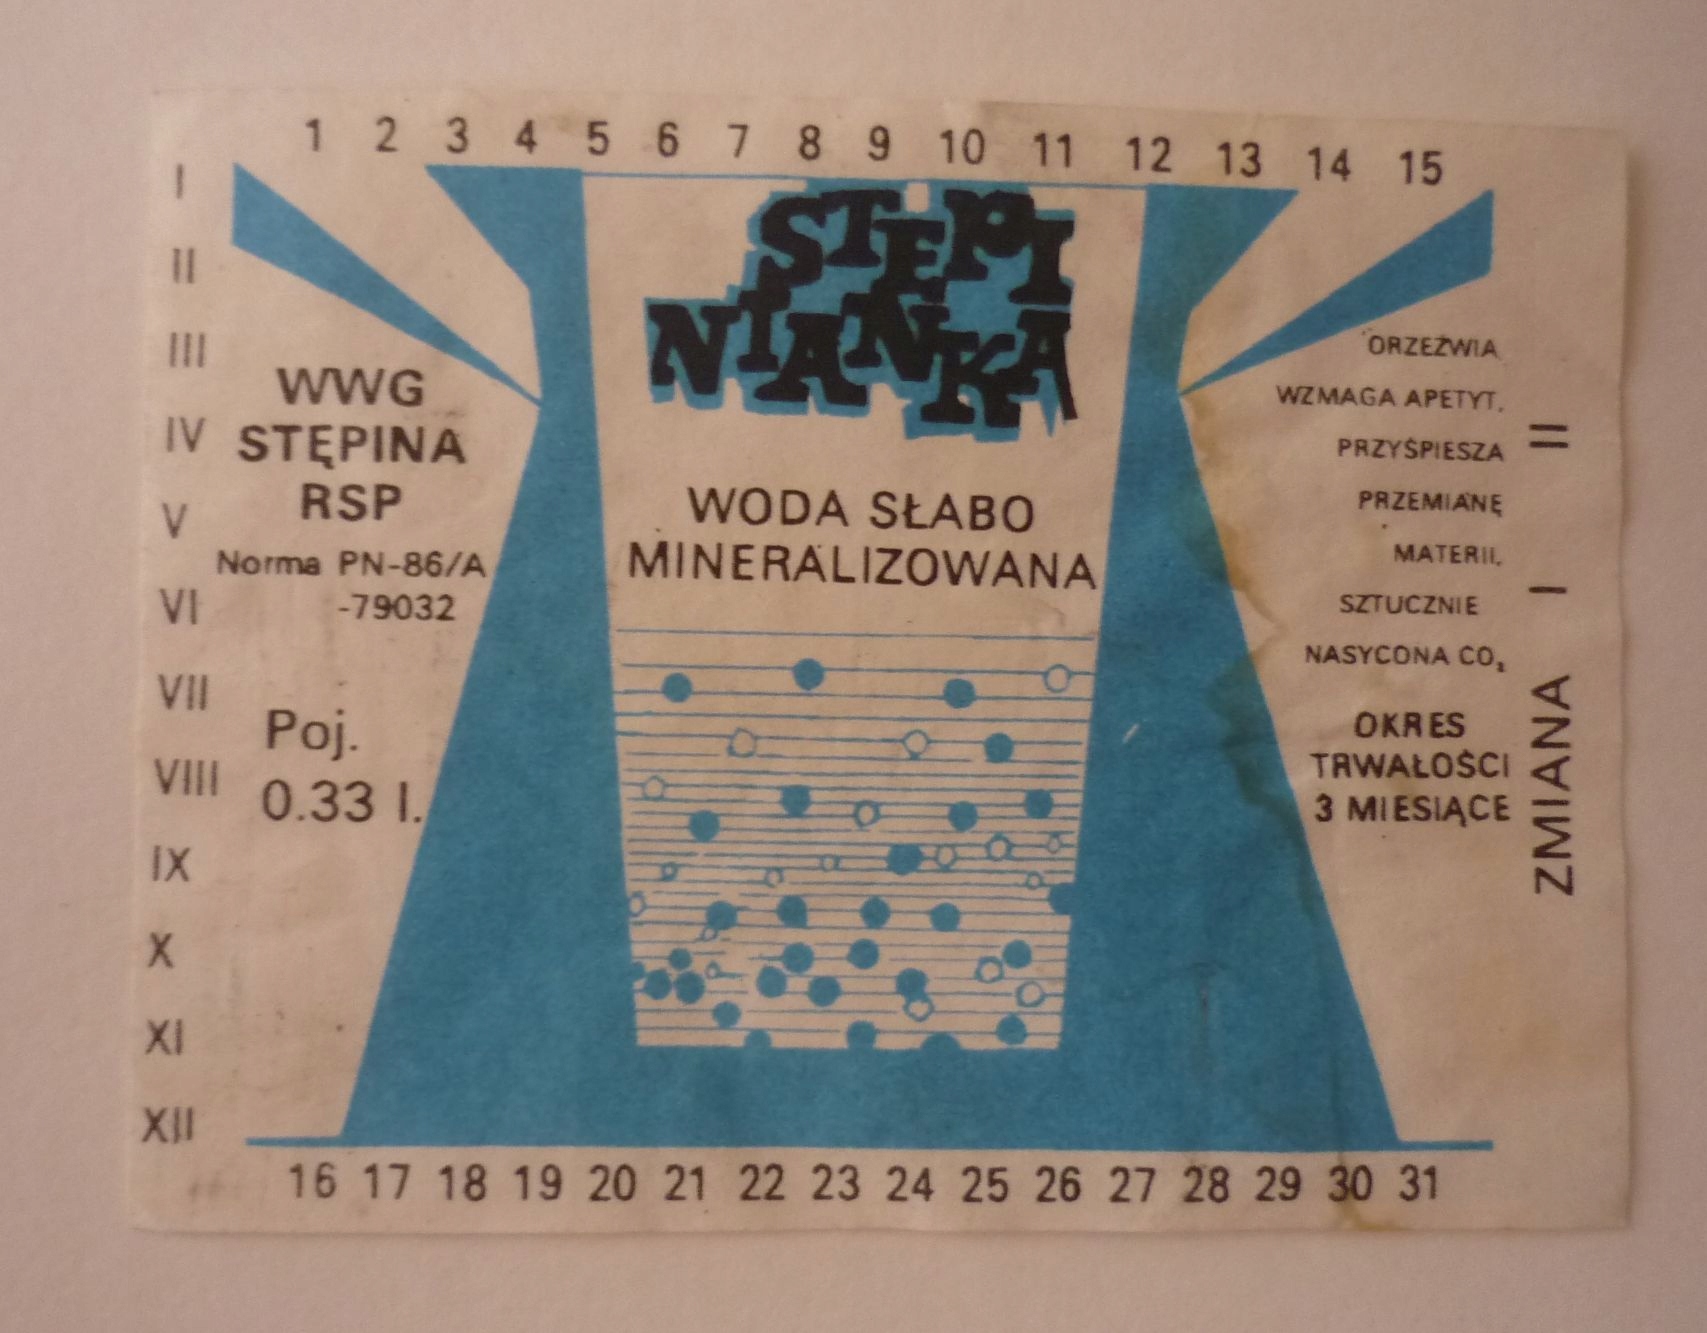 1 2 3 4 5 6 7 8 9 10 11 12 13 14 15
I
II
III
IV
V
VI
VII
VIII
IX
X
XI
XII
WWG
STĘPINA
RSP
Norma PN-86/A
-79032
Poj.
0.33 l.
STEPI
NIANKA
WODA SŁABO
MINERALIZOWANA
ORZEŹWIA
WZMAGA APETYT,
PRZYŚPIESZA
PRZEMIANĘ
MATERII,
SZTUCZNIE
NASYCONA CO₂
OKRES
TRWAŁOŚCI
3 MIESIĄCE
ZMIANA I II
16 17 18 19 20 21 22 23 24 25 26 27 28 29 30 31